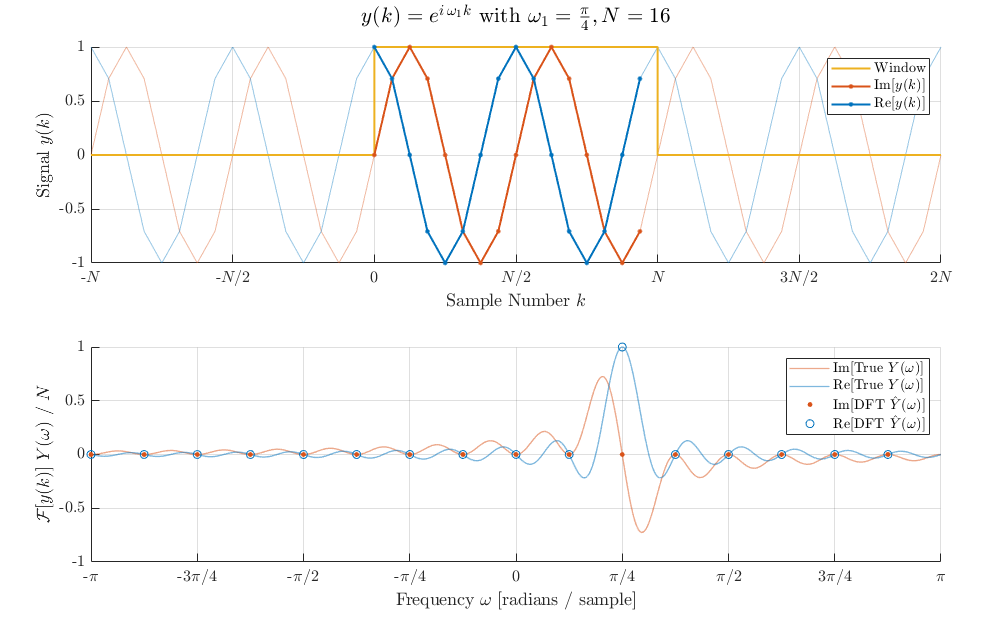 y(k) = e^{i ω₁k} with ω₁ = π/4, N = 16
1
0.5
0
-0.5
-1
Signal y(k)
Window
Im[y(k)]
Re[y(k)]
-N -N/2 0 N/2 N 3N/2 2N
Sample Number k
1
0.5
0
-0.5
-1
ℱ[y(k)] Y(ω) / N
Im[True Y(ω)]
Re[True Y(ω)]
Im[DFT Ŷ(ω)]
Re[DFT Ŷ(ω)]
-π -3π/4 -π/2 -π/4 0 π/4 π/2 3π/4 π
Frequency ω [radians / sample]